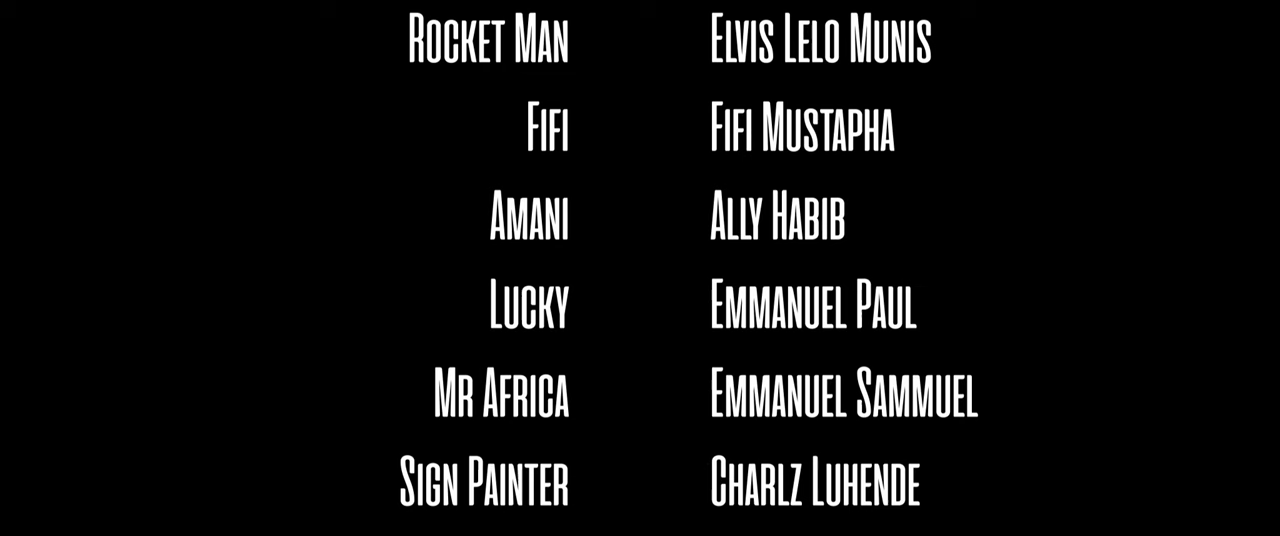 Rocket Man Elvis Lelo Munis
Fifi Fifi Mustapha
Amani Ally Habib
Lucky Emmanuel Paul
Mr Africa Emmanuel Sammuel
Sign Painter Charlz Luhende